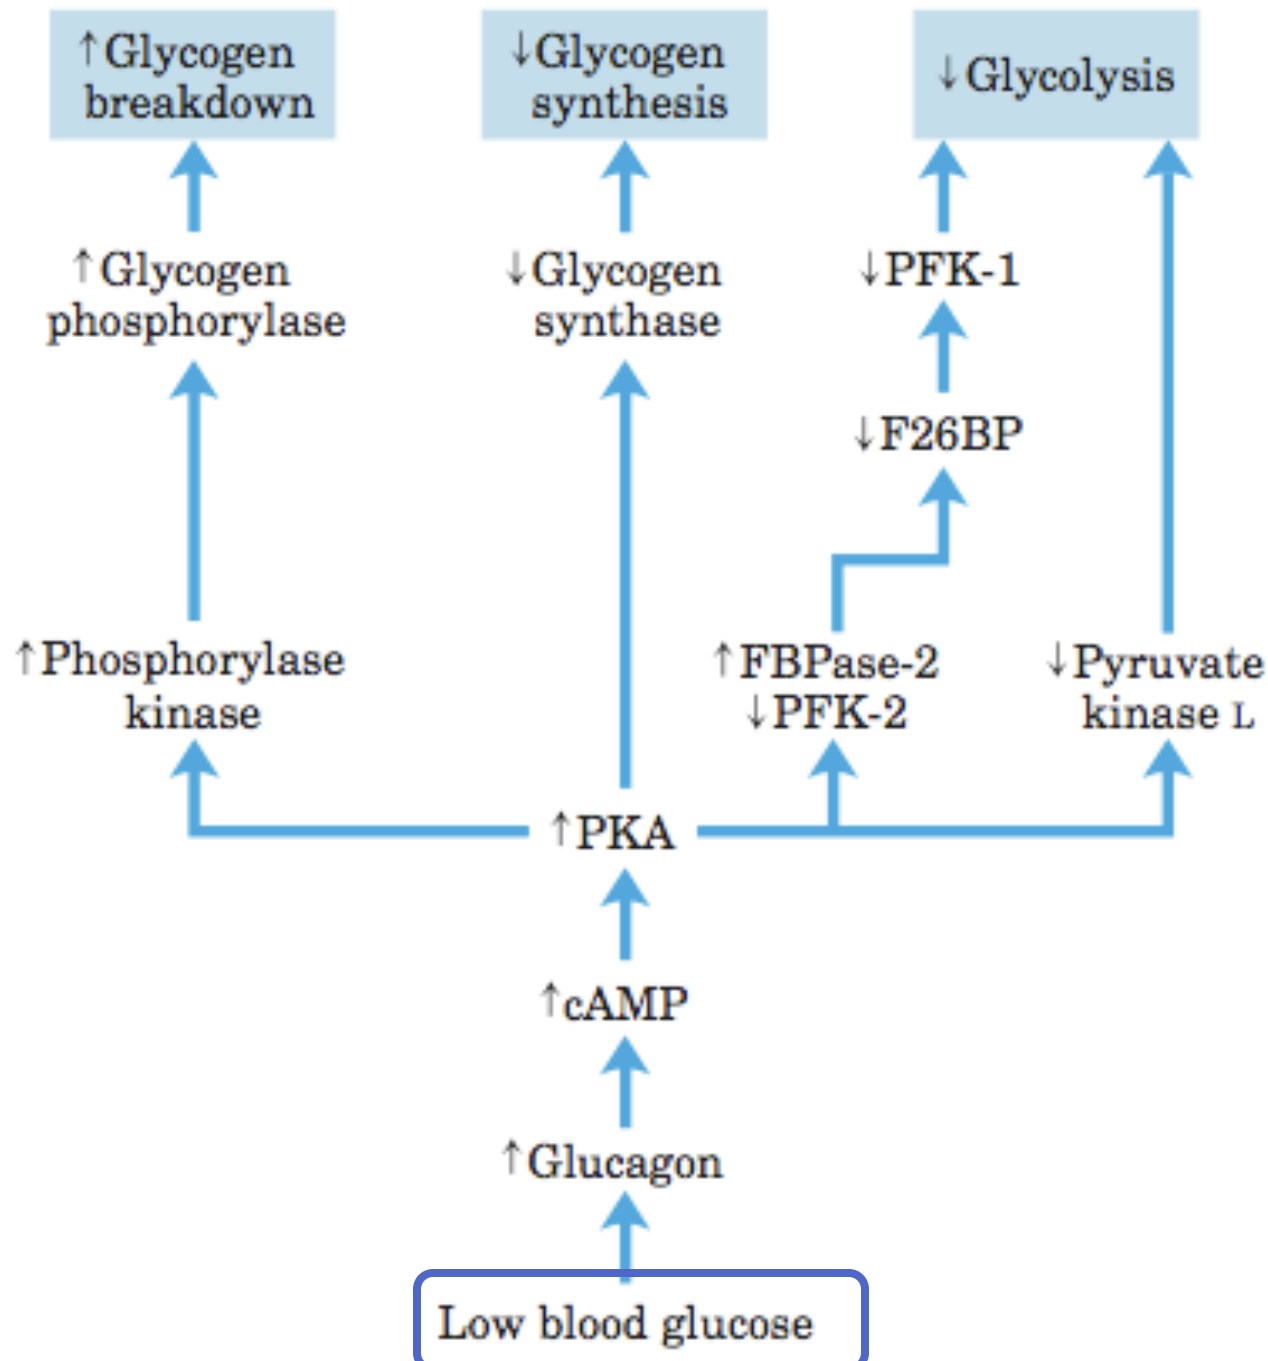 ↑Glycogen
breakdown
↓Glycogen
synthesis
↓Glycolysis
↑Glycogen
phosphorylase
↓Glycogen
synthase
↓PFK-1
↓F26BP
↑Phosphorylase
kinase
↑FBPase-2
↓PFK-2
↓Pyruvate
kinase L
↑PKA
↑cAMP
↑Glucagon
Low blood glucose